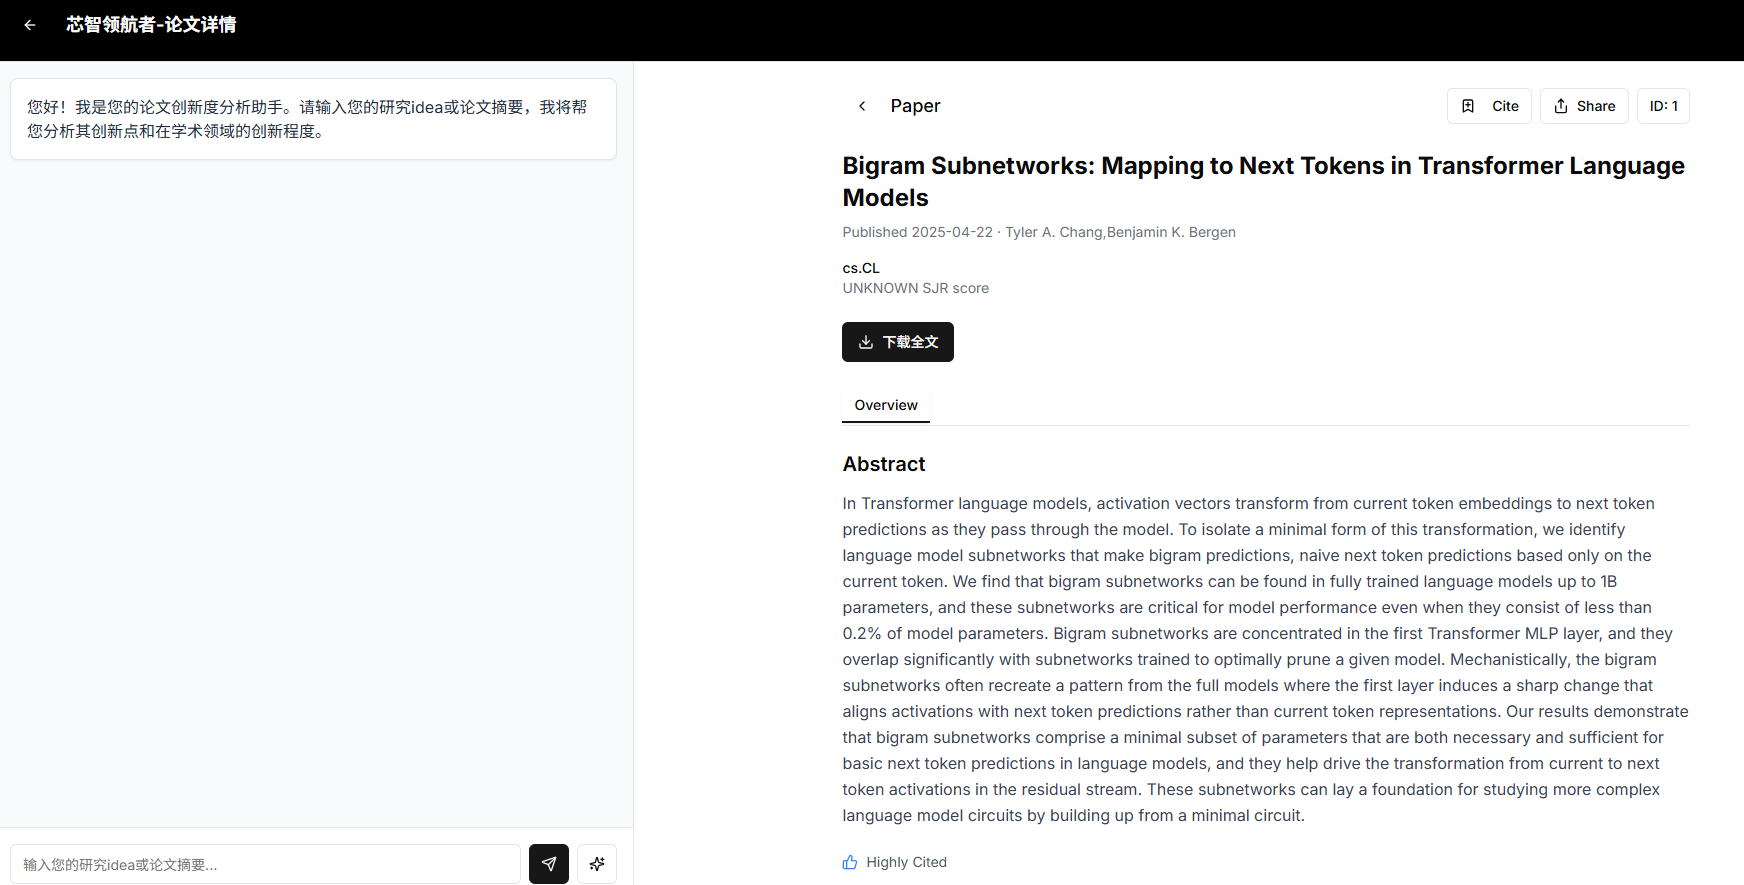 芯智领航者-论文详情
您好！我是您的论文创新度分析助手。请输入您的研究idea或论文摘要，我将帮
您分析其创新点和在学术领域的创新程度。
输入您的研究idea或论文摘要...
Paper
Cite
Share
ID: 1
Bigram Subnetworks: Mapping to Next Tokens in Transformer Language
Models
Published 2025-04-22 · Tyler A. Chang,Benjamin K. Bergen
cs.CL
UNKNOWN SJR score
下载全文
Overview
Abstract
In Transformer language models, activation vectors transform from current token embeddings to next token
predictions as they pass through the model. To isolate a minimal form of this transformation, we identify
language model subnetworks that make bigram predictions, naive next token predictions based only on the
current token. We find that bigram subnetworks can be found in fully trained language models up to 1B
parameters, and these subnetworks are critical for model performance even when they consist of less than
0.2% of model parameters. Bigram subnetworks are concentrated in the first Transformer MLP layer, and they
overlap significantly with subnetworks trained to optimally prune a given model. Mechanistically, the bigram
subnetworks often recreate a pattern from the full models where the first layer induces a sharp change that
aligns activations with next token predictions rather than current token representations. Our results demonstrate
that bigram subnetworks comprise a minimal subset of parameters that are both necessary and sufficient for
basic next token predictions in language models, and they help drive the transformation from current to next
token activations in the residual stream. These subnetworks can lay a foundation for studying more complex
language model circuits by building up from a minimal circuit.
Highly Cited